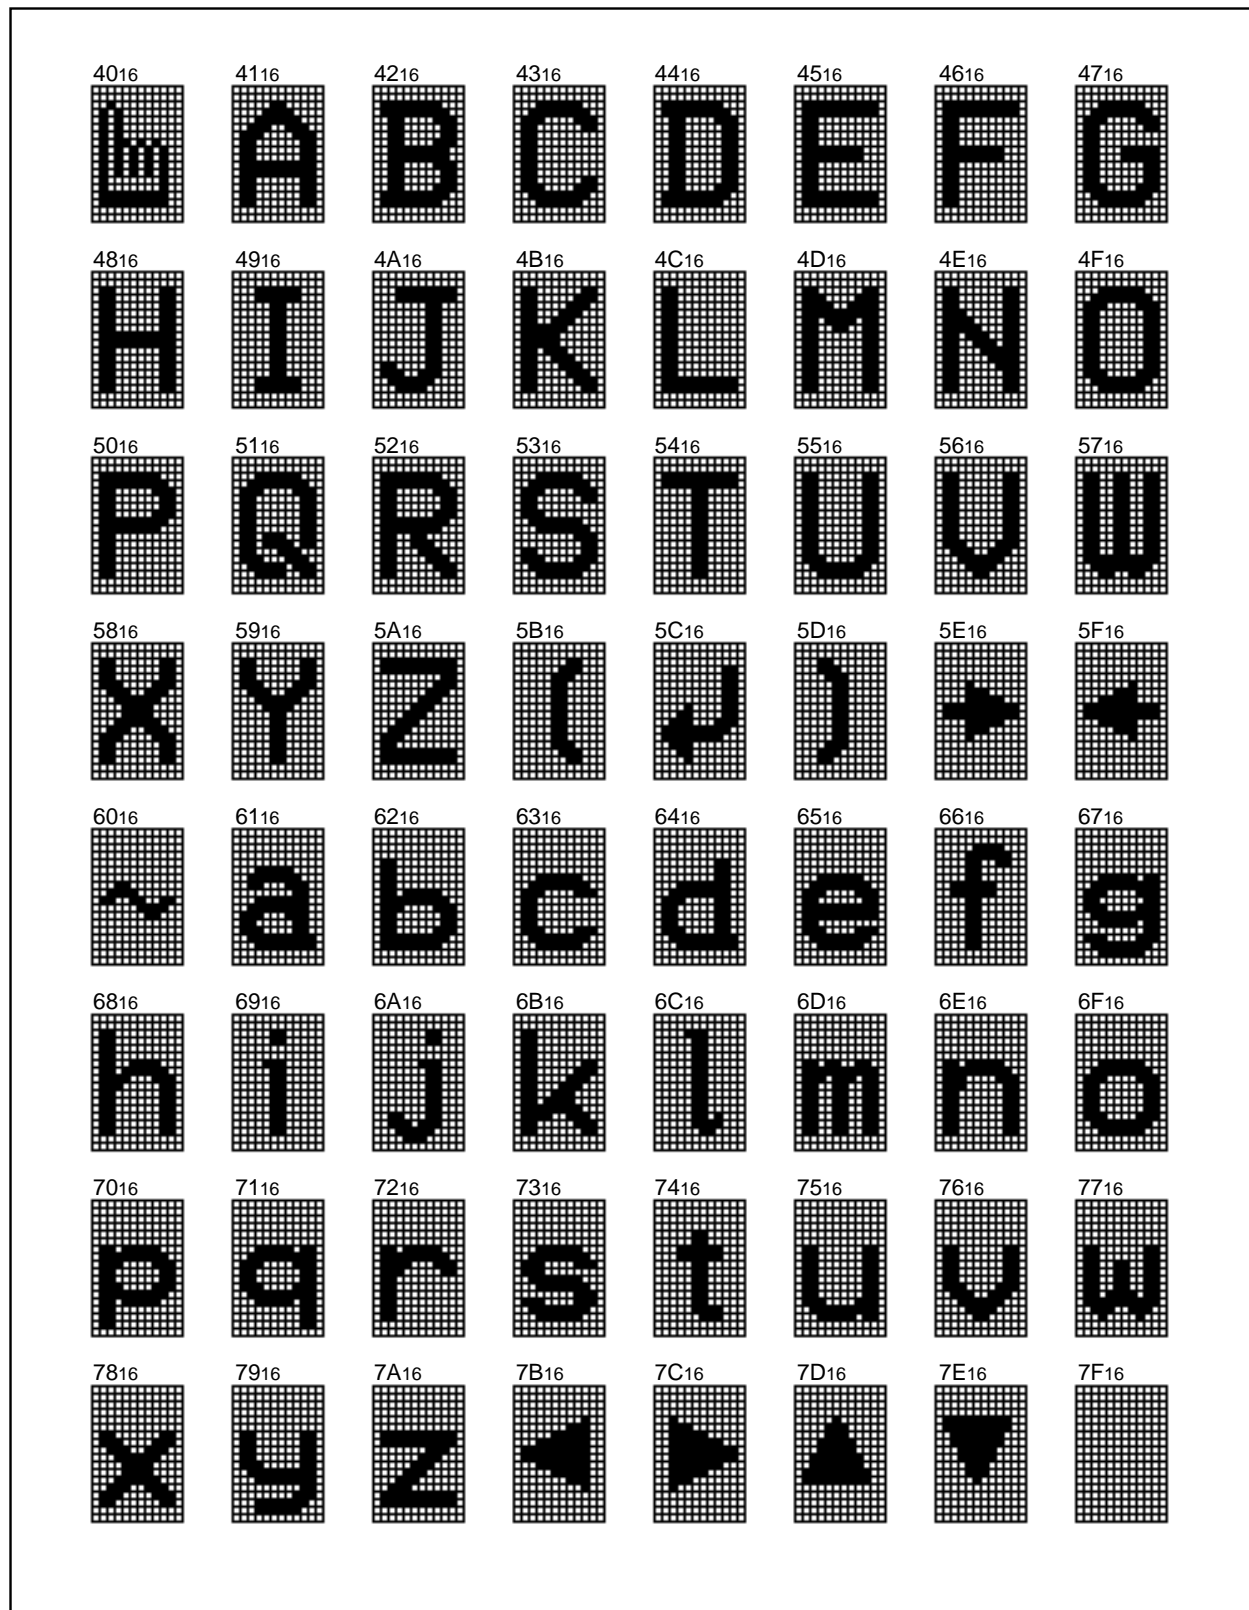 40₁₆ 41₁₆ 42₁₆ 43₁₆ 44₁₆ 45₁₆ 46₁₆ 47₁₆
A B C D E F G
48₁₆ 49₁₆ 4A₁₆ 4B₁₆ 4C₁₆ 4D₁₆ 4E₁₆ 4F₁₆
H I J K L M N O
50₁₆ 51₁₆ 52₁₆ 53₁₆ 54₁₆ 55₁₆ 56₁₆ 57₁₆
P Q R S T U V W
58₁₆ 59₁₆ 5A₁₆ 5B₁₆ 5C₁₆ 5D₁₆ 5E₁₆ 5F₁₆
X Y Z ( )
60₁₆ 61₁₆ 62₁₆ 63₁₆ 64₁₆ 65₁₆ 66₁₆ 67₁₆
~ a b c d e f g
68₁₆ 69₁₆ 6A₁₆ 6B₁₆ 6C₁₆ 6D₁₆ 6E₁₆ 6F₁₆
h i j k l m n o
70₁₆ 71₁₆ 72₁₆ 73₁₆ 74₁₆ 75₁₆ 76₁₆ 77₁₆
p q r s t u v w
78₁₆ 79₁₆ 7A₁₆ 7B₁₆ 7C₁₆ 7D₁₆ 7E₁₆ 7F₁₆
x y z